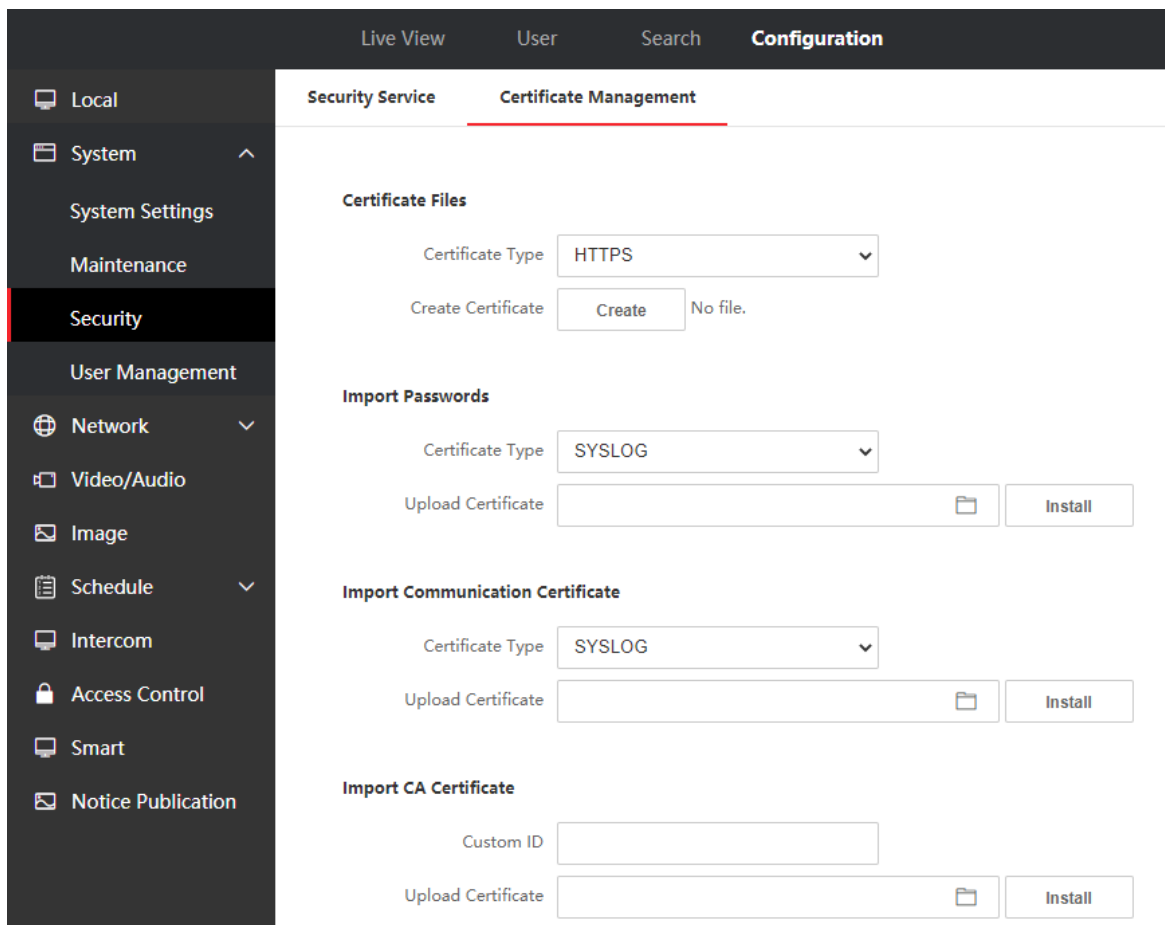 Live View User Search Configuration
Local
System
System Settings
Maintenance
Security
User Management
Network
Video/Audio
Image
Schedule
Intercom
Access Control
Smart
Notice Publication
Security Service Certificate Management
Certificate Files
Certificate Type HTTPS
Create Certificate Create No file.
Import Passwords
Certificate Type SYSLOG
Upload Certificate Install
Import Communication Certificate
Certificate Type SYSLOG
Upload Certificate Install
Import CA Certificate
Custom ID
Upload Certificate Install